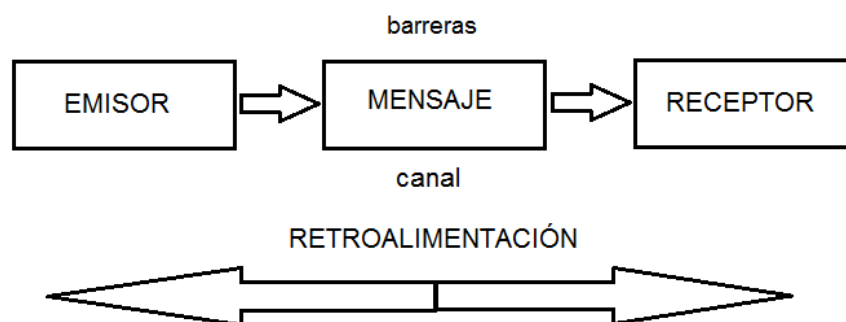 barreras
EMISOR
MENSAJE
RECEPTOR
canal
RETROALIMENTACIÓN